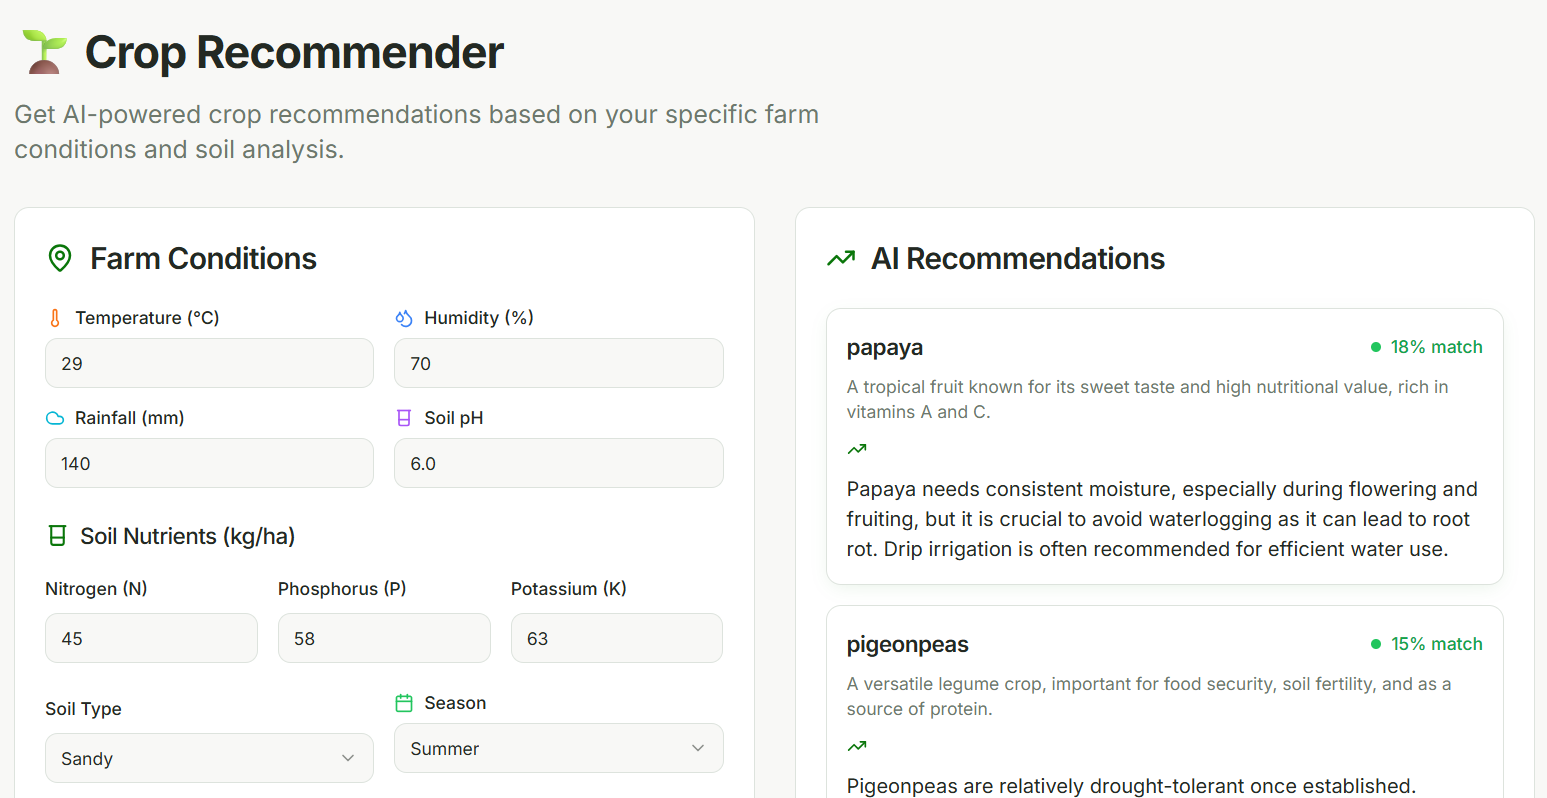 Crop Recommender
Get AI-powered crop recommendations based on your specific farm
conditions and soil analysis.
Farm Conditions
Temperature (°C)
Humidity (%)
29
70
Rainfall (mm)
Soil pH
140
6.0
Soil Nutrients (kg/ha)
Nitrogen (N)
Phosphorus (P)
Potassium (K)
45
58
63
Soil Type
Season
Sandy
Summer
AI Recommendations
papaya
18% match
A tropical fruit known for its sweet taste and high nutritional value, rich in
vitamins A and C.
Papaya needs consistent moisture, especially during flowering and
fruiting, but it is crucial to avoid waterlogging as it can lead to root
rot. Drip irrigation is often recommended for efficient water use.
pigeonpeas
15% match
A versatile legume crop, important for food security, soil fertility, and as a
source of protein.
Pigeonpeas are relatively drought-tolerant once established.